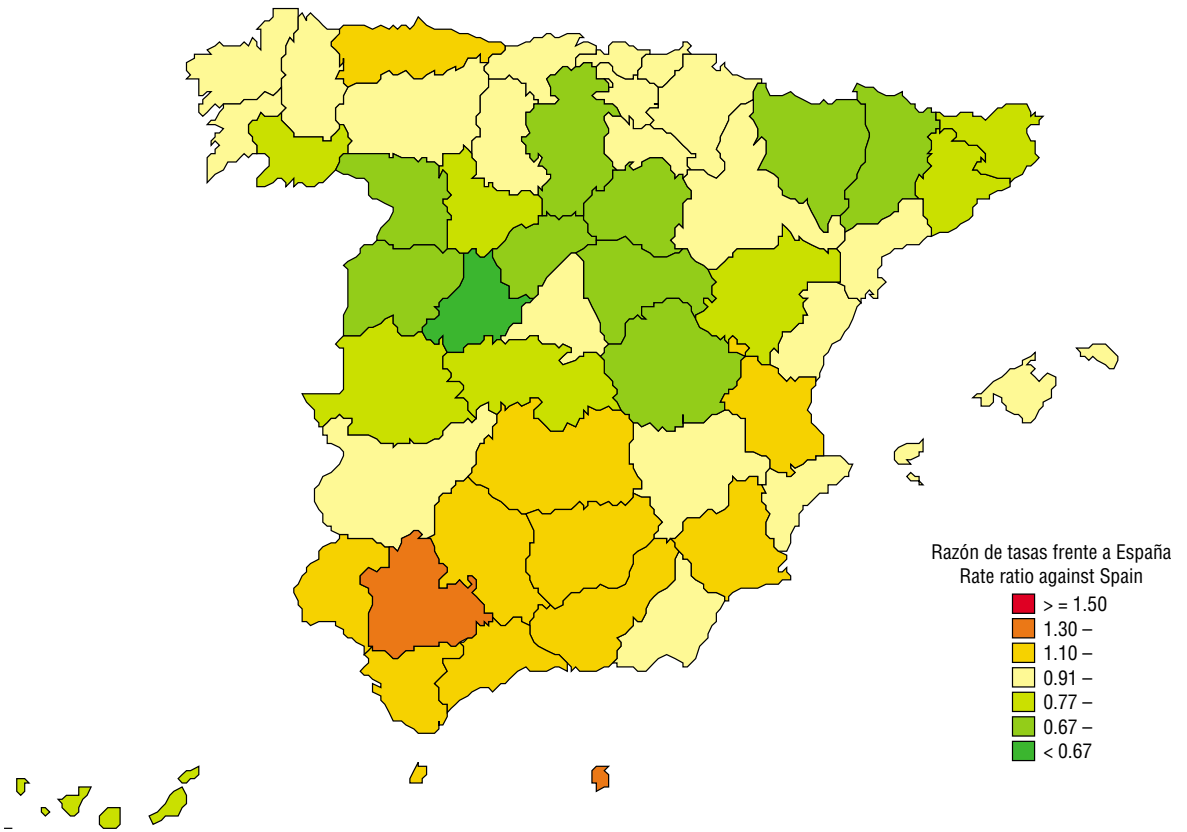 Razón de tasas frente a España
Rate ratio against Spain
> = 1.50
1.30 –
1.10 –
0.91 –
0.77 –
0.67 –
< 0.67